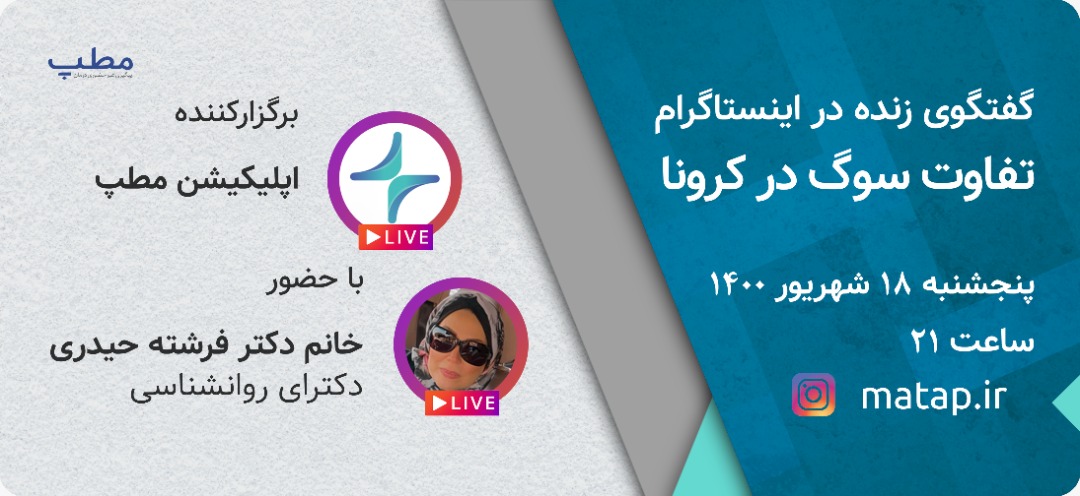 گفتگوی زنده در اینستاگرام
تفاوت سوگ در کرونا
پنجشنبه ۱۸ شهریور ۱۴۰۰
ساعت ۲۱
matap.ir
مطب
برگزارکننده
اپلیکیشن مطپ
LIVE
با حضور
خانم دکتر فرشته حیدری
دکترای روانشناسی
LIVE